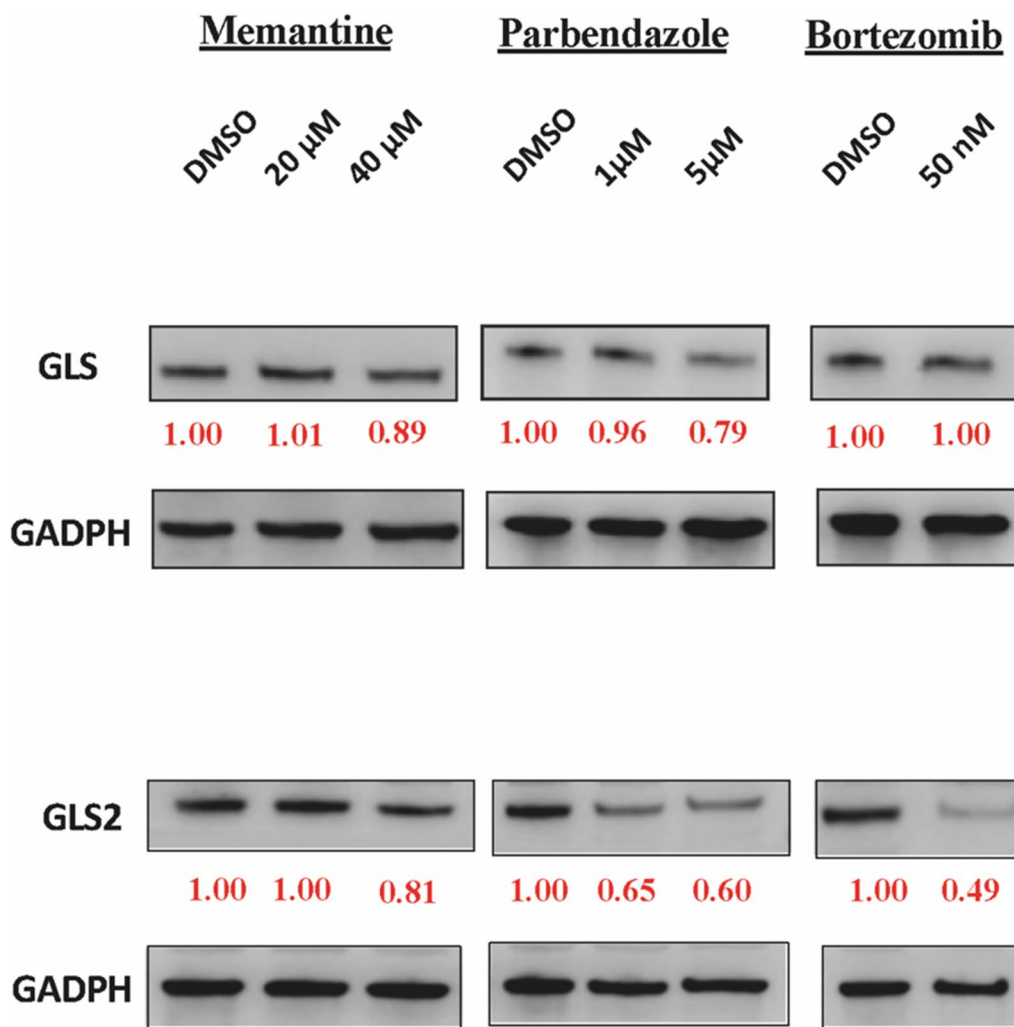 Memantine Parbendazole Bortezomib
DMSO 20 µM 40 µM DMSO 1µM 5µM DMSO 50 nM
GLS
1.00 1.01 0.89 1.00 0.96 0.79 1.00 1.00
GADPH
GLS2
1.00 1.00 0.81 1.00 0.65 0.60 1.00 0.49
GADPH